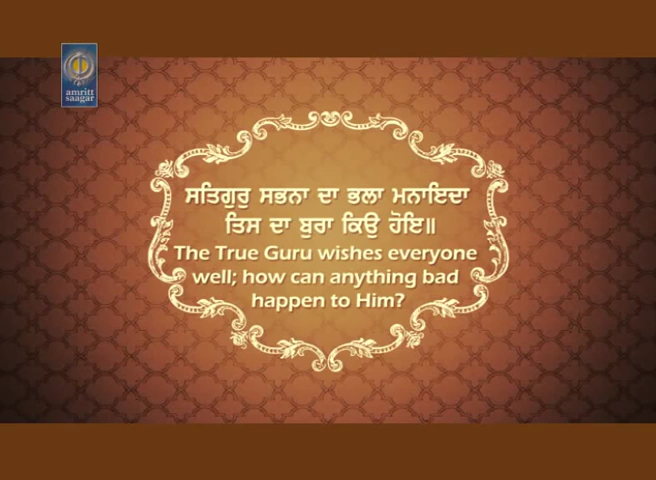 amritt
saagar
ਸਤਿਗੁਰੁ ਸਭਨਾ ਦਾ ਭਲਾ ਮਨਾਇਦਾ
ਤਿਸ ਦਾ ਬੁਰਾ ਕਿਉ ਹੋਇ॥
The True Guru wishes everyone
well; how can anything bad
happen to Him?